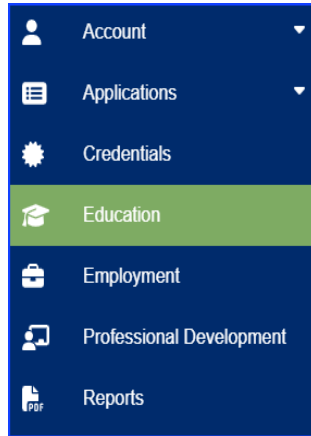 Account
Applications
Credentials
Education
Employment
Professional Development
PDF
Reports